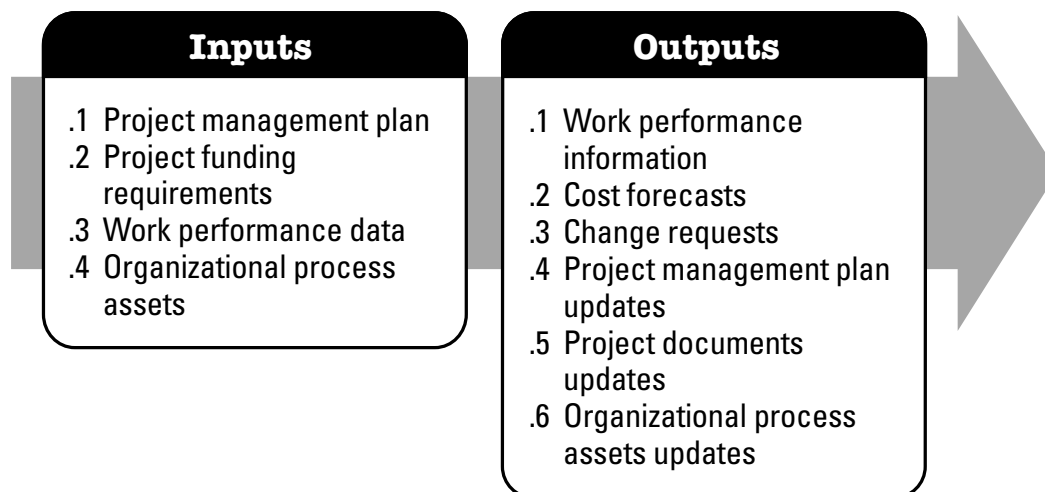 Inputs
.1 Project management plan
.2 Project funding
requirements
.3 Work performance data
.4 Organizational process
assets
Outputs
.1 Work performance
information
.2 Cost forecasts
.3 Change requests
.4 Project management plan
updates
.5 Project documents
updates
.6 Organizational process
assets updates